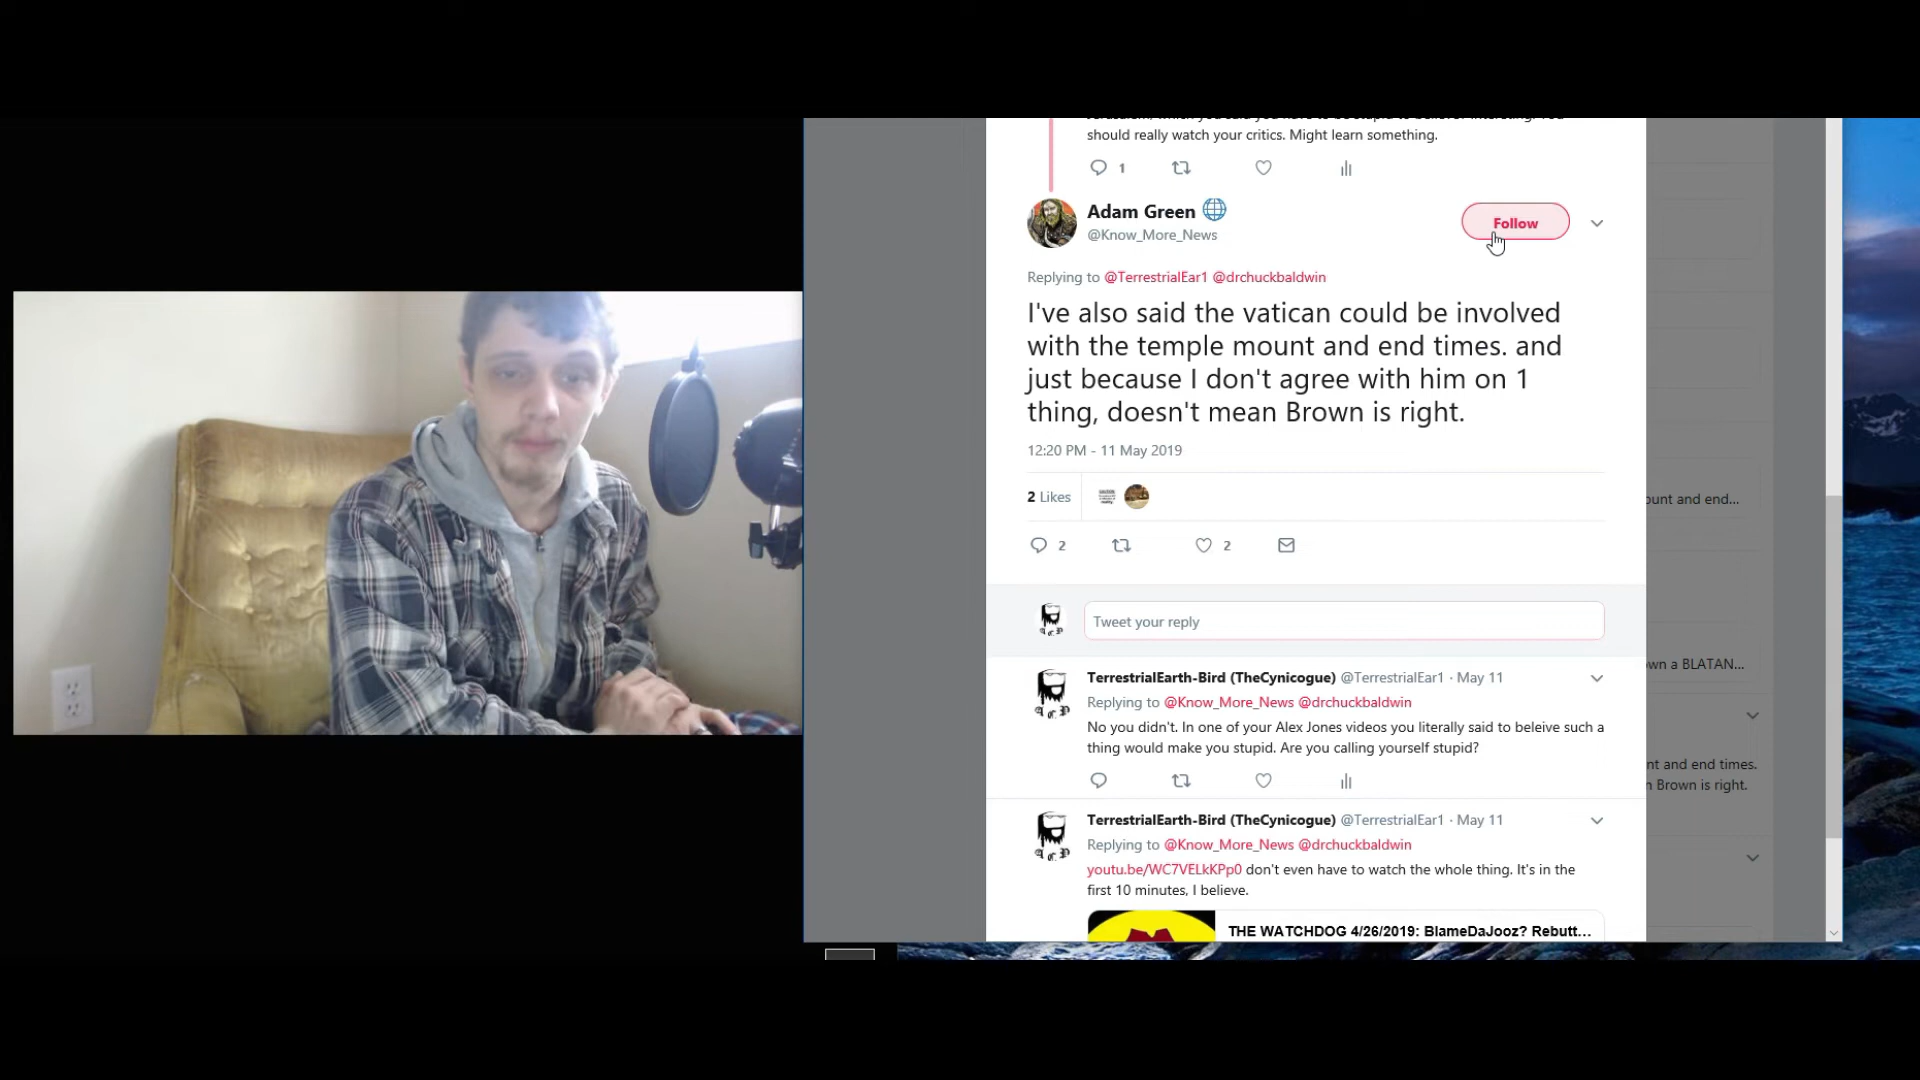 should really watch your critics. Might learn something.
1
Adam Green
@Know_More_News
Follow
Replying to @TerrestrialEar1 @drchuckbaldwin
I've also said the vatican could be involved
with the temple mount and end times. and
just because I don't agree with him on 1
thing, doesn't mean Brown is right.
12:20 PM - 11 May 2019
2 Likes
2 2
Tweet your reply
TerrestrialEarth-Bird (TheCynicogue) @TerrestrialEar1 · May 11
Replying to @Know_More_News @drchuckbaldwin
No you didn't. In one of your Alex Jones videos you literally said to beleive such a
thing would make you stupid. Are you calling yourself stupid?
TerrestrialEarth-Bird (TheCynicogue) @TerrestrialEar1 · May 11
Replying to @Know_More_News @drchuckbaldwin
youtu.be/WC7VELkKPp0 don't even have to watch the whole thing. It's in the
first 10 minutes, I believe.
THE WATCHDOG 4/26/2019: BlameDaJooz? Rebutt...
ount and end...
wn a BLATAN...
nt and end times.
n Brown is right.